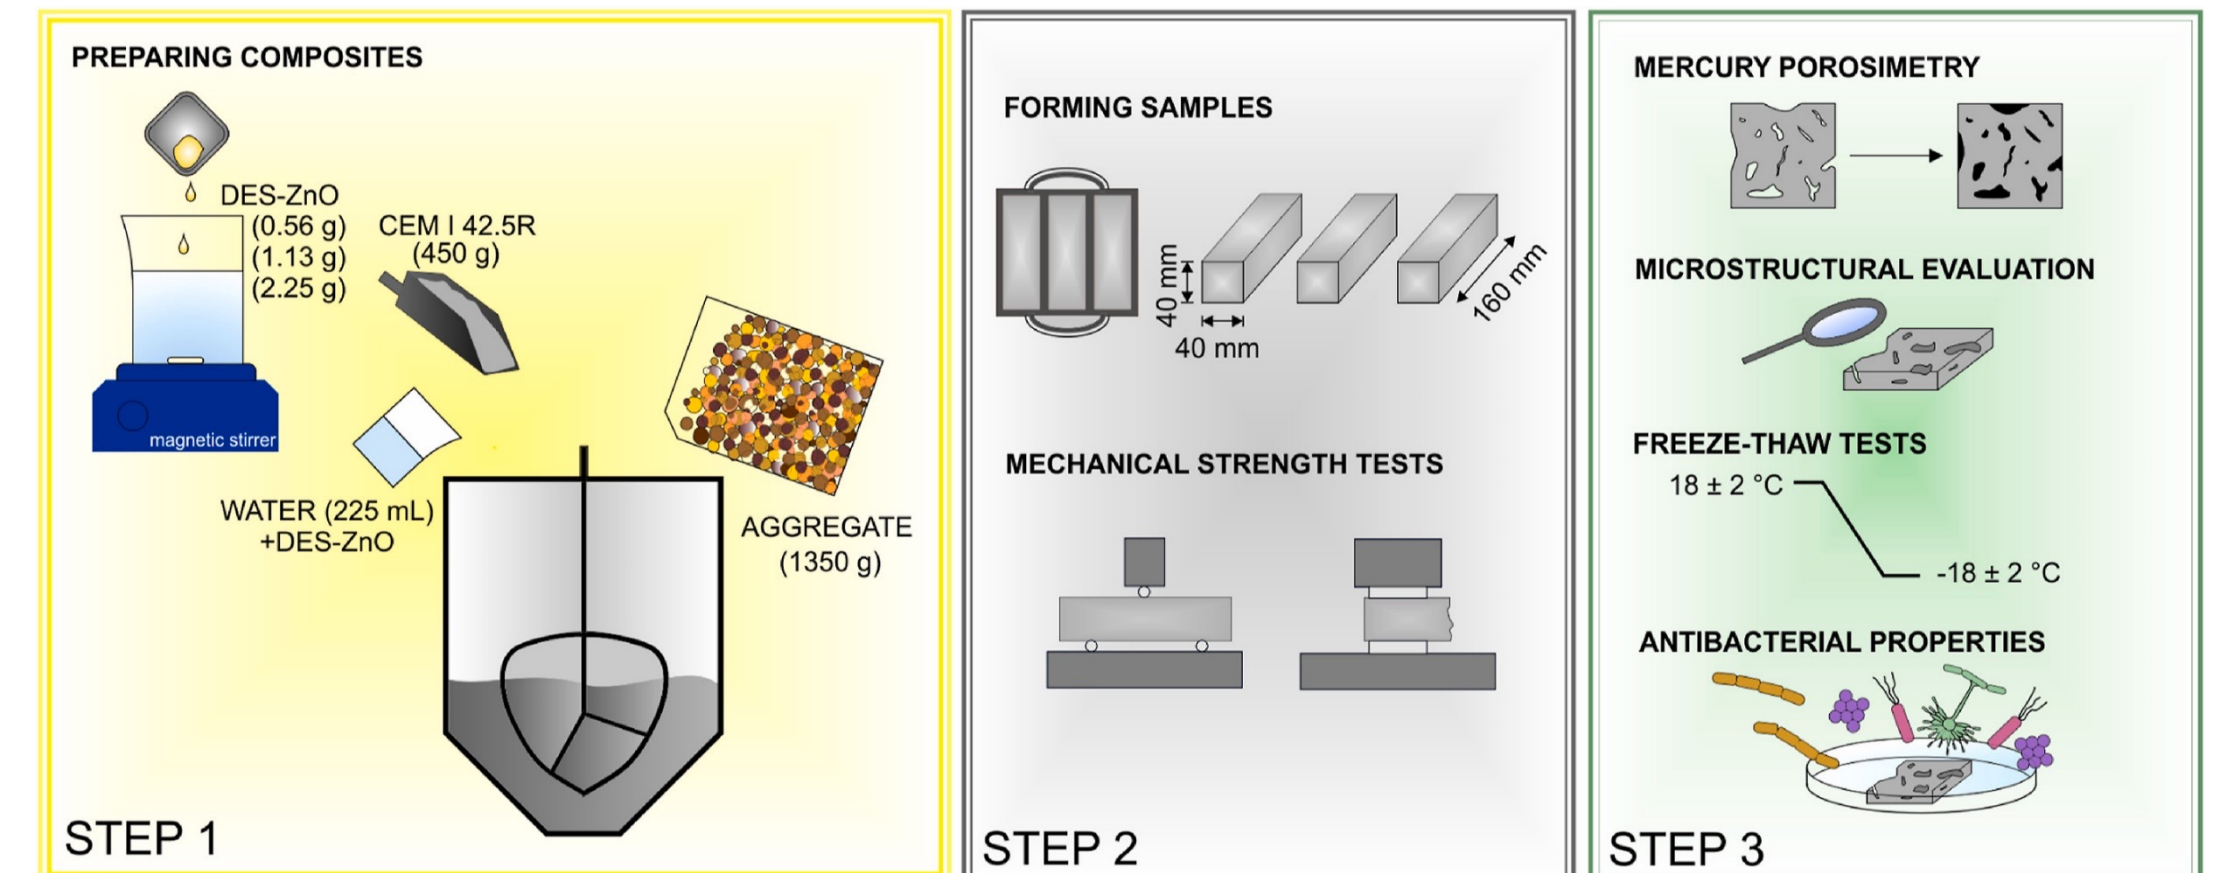 PREPARING COMPOSITES
DES-ZnO
(0.56 g)
(1.13 g)
(2.25 g)
CEM I 42.5R
(450 g)
magnetic stirrer
WATER (225 mL)
+DES-ZnO
AGGREGATE
(1350 g)
STEP 1
FORMING SAMPLES
40 mm
40 mm
160 mm
MECHANICAL STRENGTH TESTS
STEP 2
MERCURY POROSIMETRY
MICROSTRUCTURAL EVALUATION
FREEZE-THAW TESTS
18 ± 2 °C
-18 ± 2 °C
ANTIBACTERIAL PROPERTIES
STEP 3